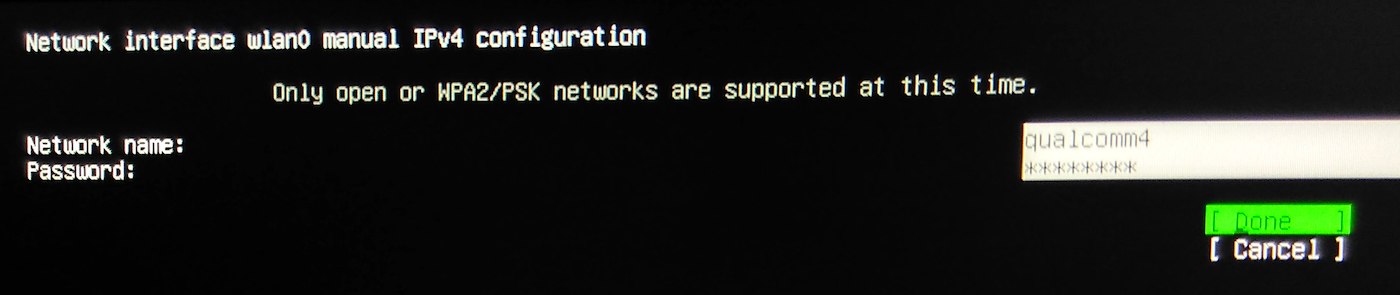 Network interface wlan0 manual IPv4 configuration
Only open or WPA2/PSK networks are supported at this time.
Network name: qualcomm4
Password: ********
[ Done ]
[ Cancel ]